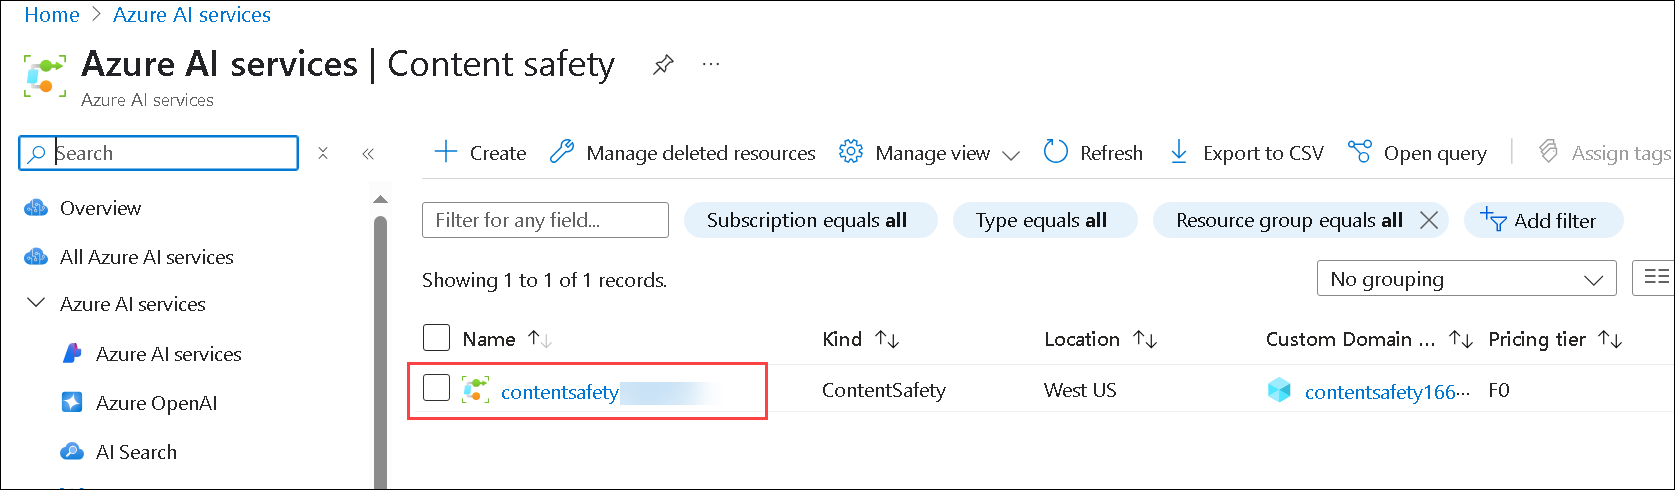 Home > Azure AI services
Azure AI services | Content safety ...
Azure AI services
Search
Overview
All Azure AI services
Azure AI services
Azure AI services
Azure OpenAI
AI Search
Create Manage deleted resources Manage view Refresh Export to CSV Open query Assign tags
Filter for any field... Subscription equals all Type equals all Resource group equals all Add filter
Showing 1 to 1 of 1 records. No grouping
Name Kind Location Custom Domain ... Pricing tier
contentsafety ContentSafety West US contentsafety166... F0